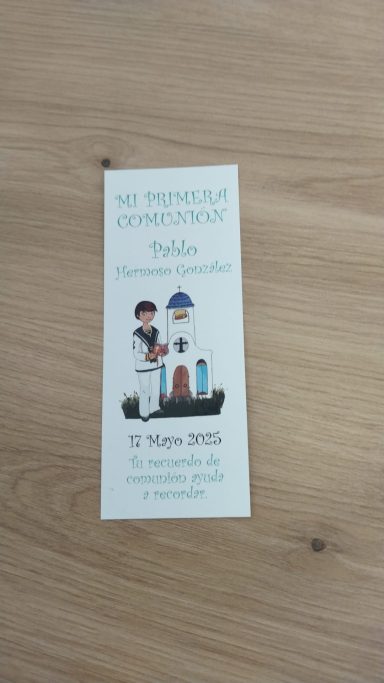 MI PRIMERA
COMUNIÓN
Pablo
Hermoso González
17 Mayo 2025
Tu recuerdo de
comunión ayuda
a recordar.